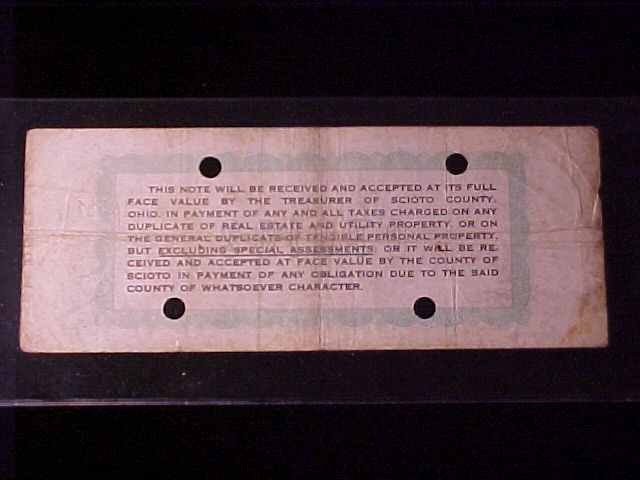 THIS NOTE WILL BE RECEIVED AND ACCEPTED AT ITS FULL
FACE VALUE BY THE TREASURER OF SCIOTO COUNTY,
OHIO, IN PAYMENT OF ANY AND ALL TAXES CHARGED ON ANY
DUPLICATE OF REAL ESTATE AND UTILITY PROPERTY, OR ON
THE GENERAL DUPLICATE OF TENGIBLE PERSONAL PROPERTY,
BUT EXCLUDING SPECIAL ASSESSMENTS; OR IT WILL BE RE-
CEIVED AND ACCEPTED AT FACE VALUE BY THE COUNTY OF
SCIOTO IN PAYMENT OF ANY OBLIGATION DUE TO THE SAID
COUNTY OF WHATSOEVER CHARACTER.